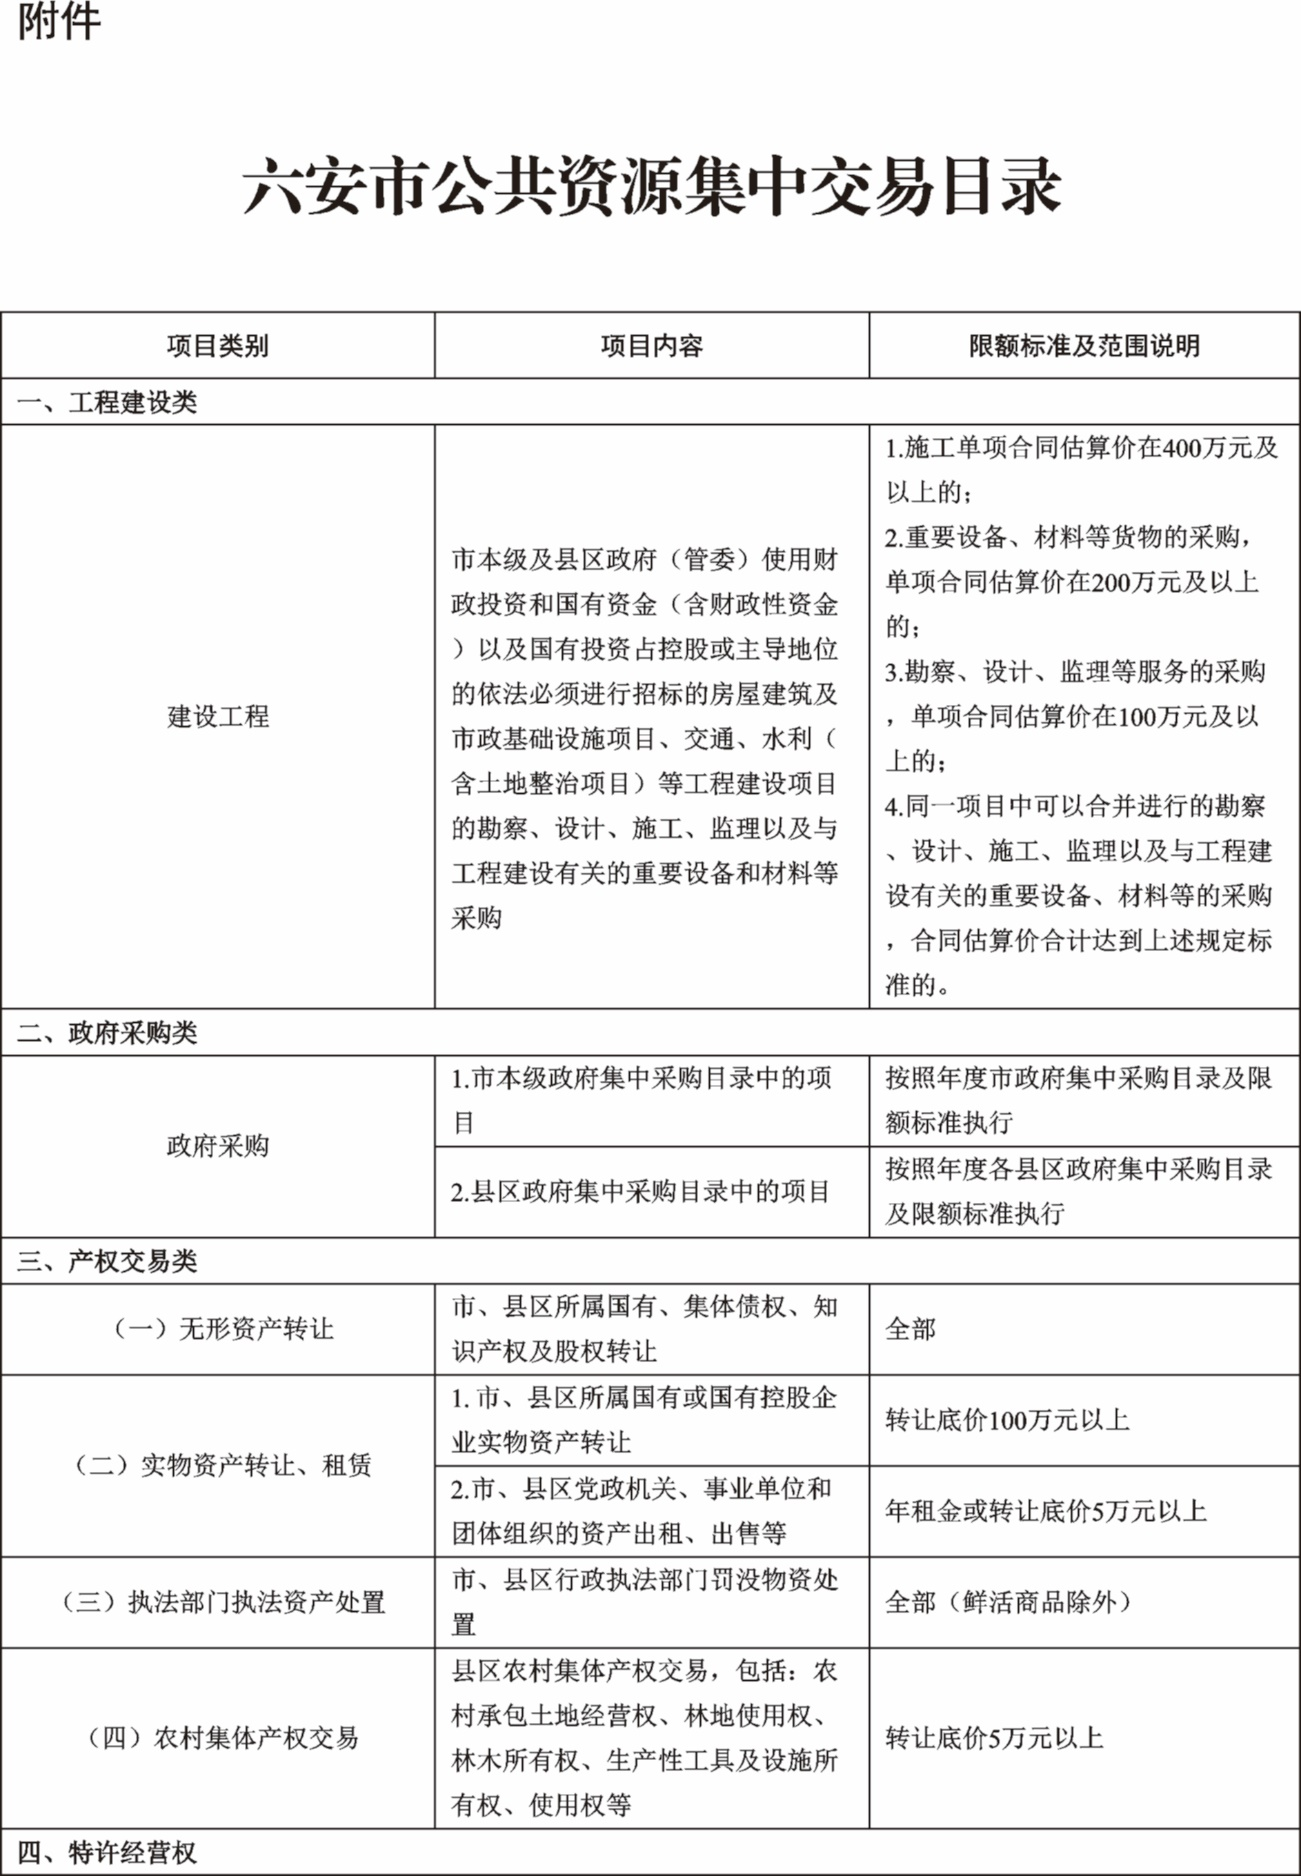 附件
六安市公共资源集中交易目录
项目类别
项目内容
限额标准及范围说明
一、工程建设类
建设工程
市本级及县区政府（管委）使用财
政投资和国有资金（含财政性资金
）以及国有投资占控股或主导地位
的依法必须进行招标的房屋建筑及
市政基础设施项目、交通、水利（
含土地整治项目）等工程建设项目
的勘察、设计、施工、监理以及与
工程建设有关的重要设备和材料等
采购
1.施工单项合同估算价在400万元及
以上的；
2.重要设备、材料等货物的采购，
单项合同估算价在200万元及以上
的；
3.勘察、设计、监理等服务的采购
，单项合同估算价在100万元及以
上的；
4.同一项目中可以合并进行的勘察
、设计、施工、监理以及与工程建
设有关的重要设备、材料等的采购
，合同估算价合计达到上述规定标
准的。
二、政府采购类
政府采购
1.市本级政府集中采购目录中的项
目
按照年度市政府集中采购目录及限
额标准执行
2.县区政府集中采购目录中的项目
按照年度各县区政府集中采购目录
及限额标准执行
三、产权交易类
（一）无形资产转让
市、县区所属国有、集体债权、知
识产权及股权转让
全部
（二）实物资产转让、租赁
1. 市、县区所属国有或国有控股企
业实物资产转让
转让底价100万元以上
2.市、县区党政机关、事业单位和
团体组织的资产出租、出售等
年租金或转让底价5万元以上
（三）执法部门执法资产处置
市、县区行政执法部门罚没物资处
置
全部（鲜活商品除外）
（四）农村集体产权交易
县区农村集体产权交易，包括：农
村承包土地经营权、林地使用权、
林木所有权、生产性工具及设施所
有权、使用权等
转让底价5万元以上
四、特许经营权